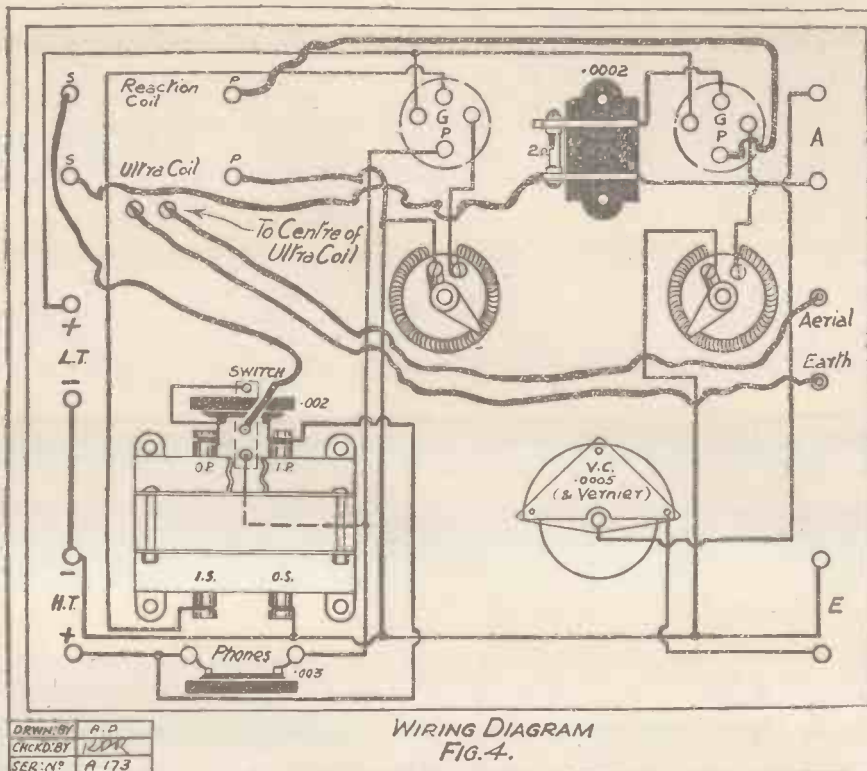 S
Reaction
Coil
P
G
P
.0002
2Ω
G
P
A
S
Ultra Coil
P
To Centre of
Ultra Coil
+
L.T.
-
Aerial
Earth
SWITCH
.002
O.P.
I.P.
V.C.
.0005
(& Vernier)
-
H.T.
+
I.S.
O.S.
E
Phones
.003
DRWN:BY A.D
CHCKD:BY
SER:Nº A 173
WIRING DIAGRAM
FIG. 4.